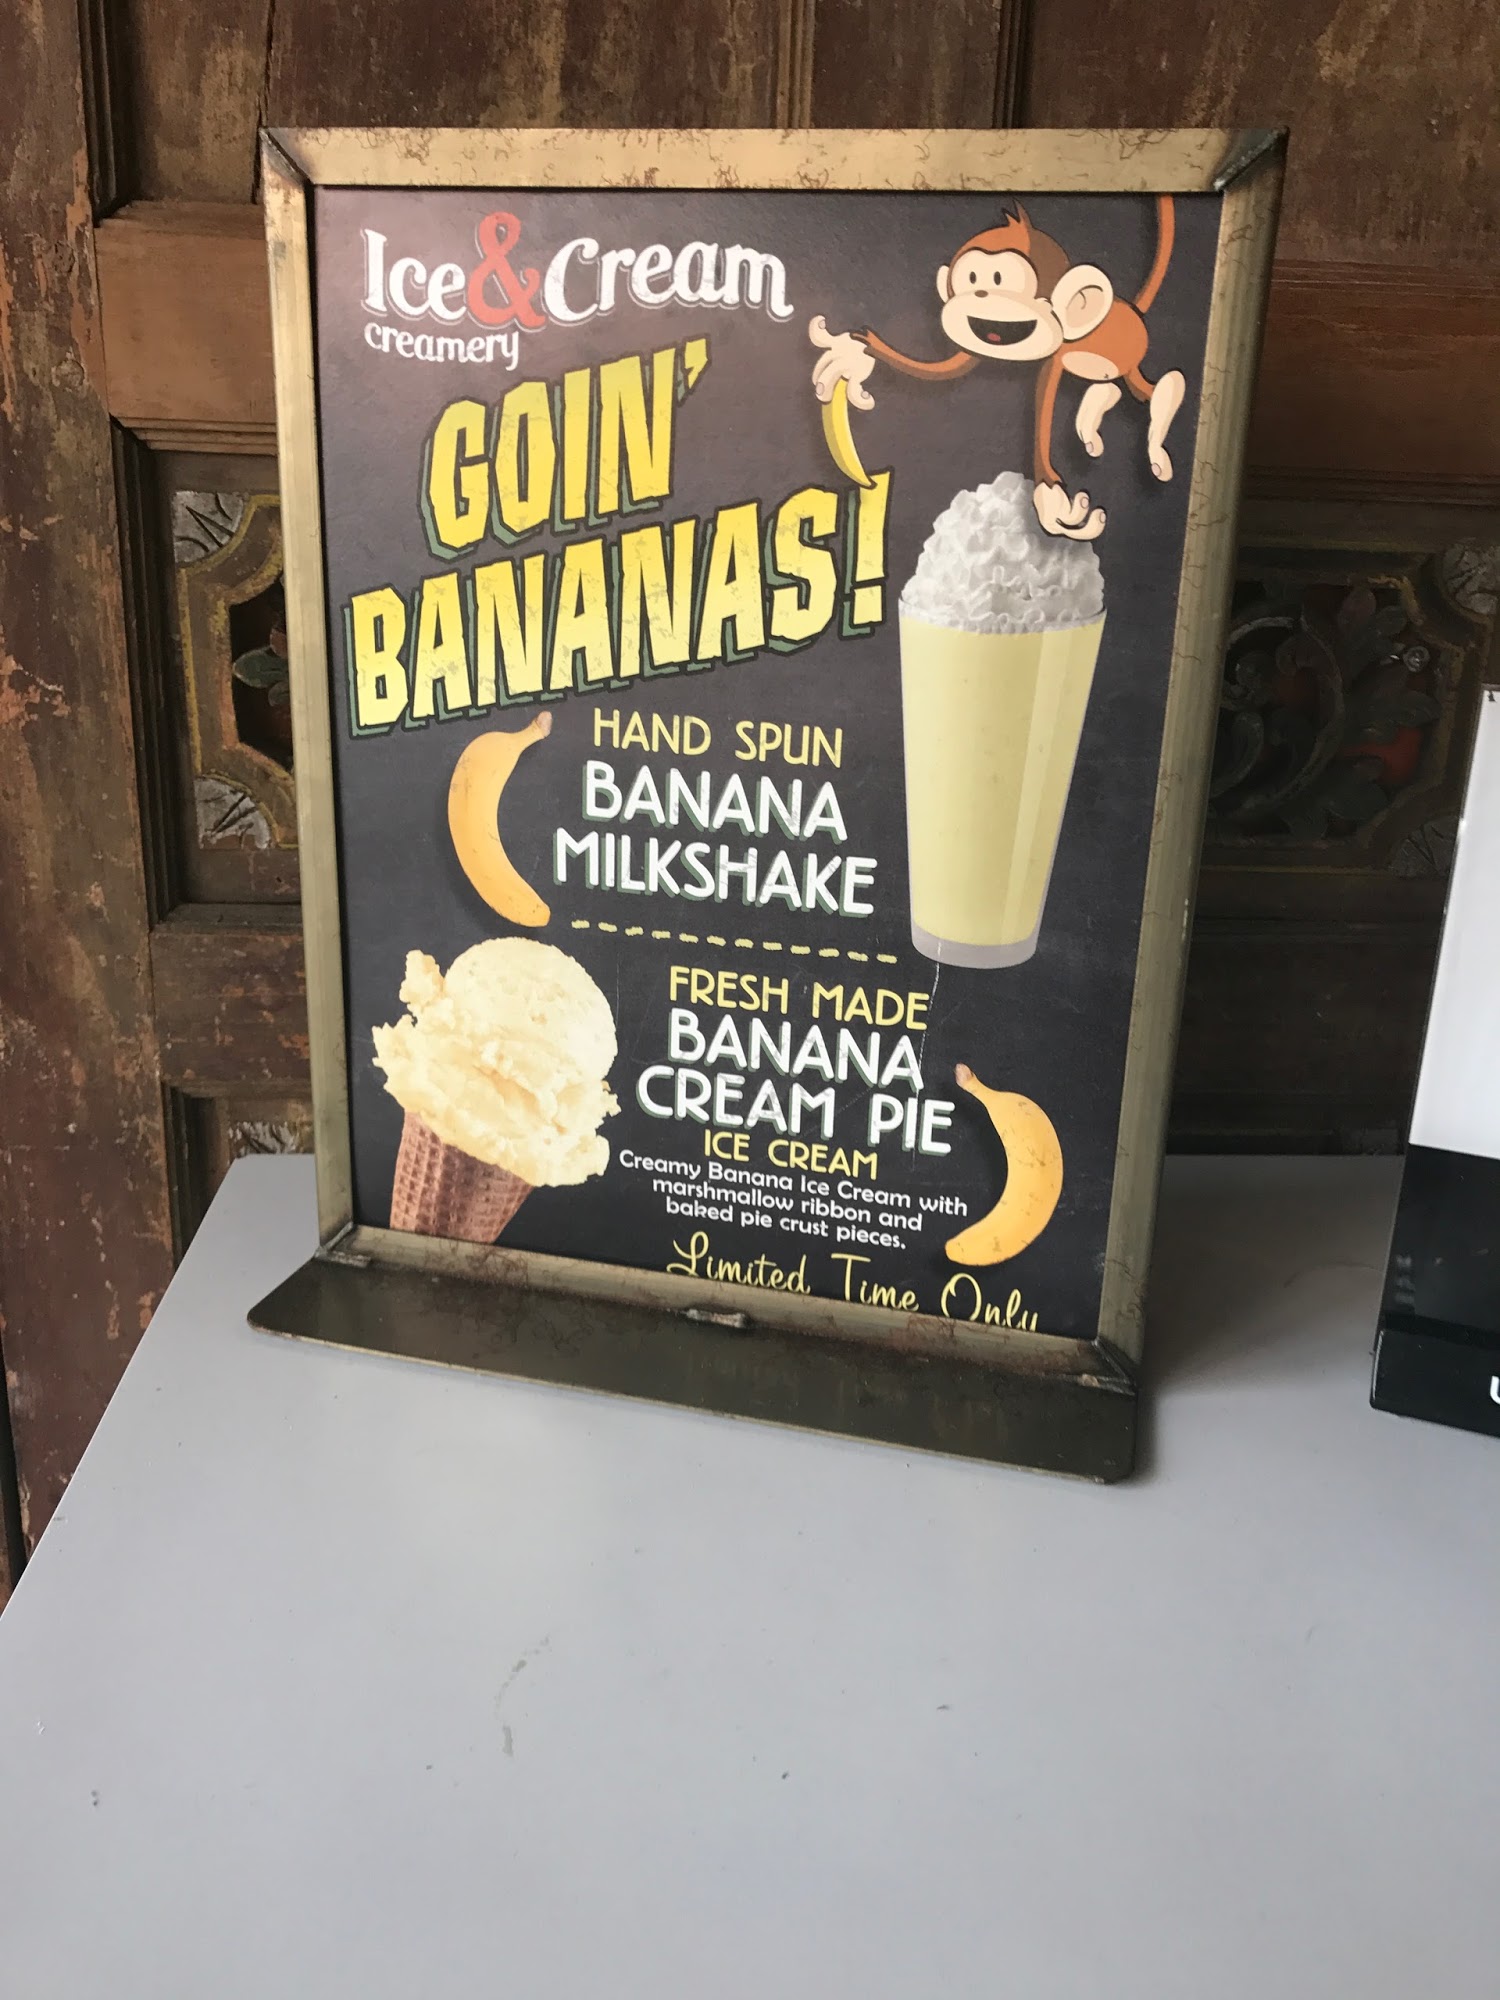 Ice & Cream
creamery
GOIN'
BANANAS!
HAND SPUN
BANANA
MILKSHAKE
FRESH MADE
BANANA
CREAM PIE
ICE CREAM
Creamy Banana Ice Cream with
marshmallow ribbon and
baked pie crust pieces.
Limited Time Only